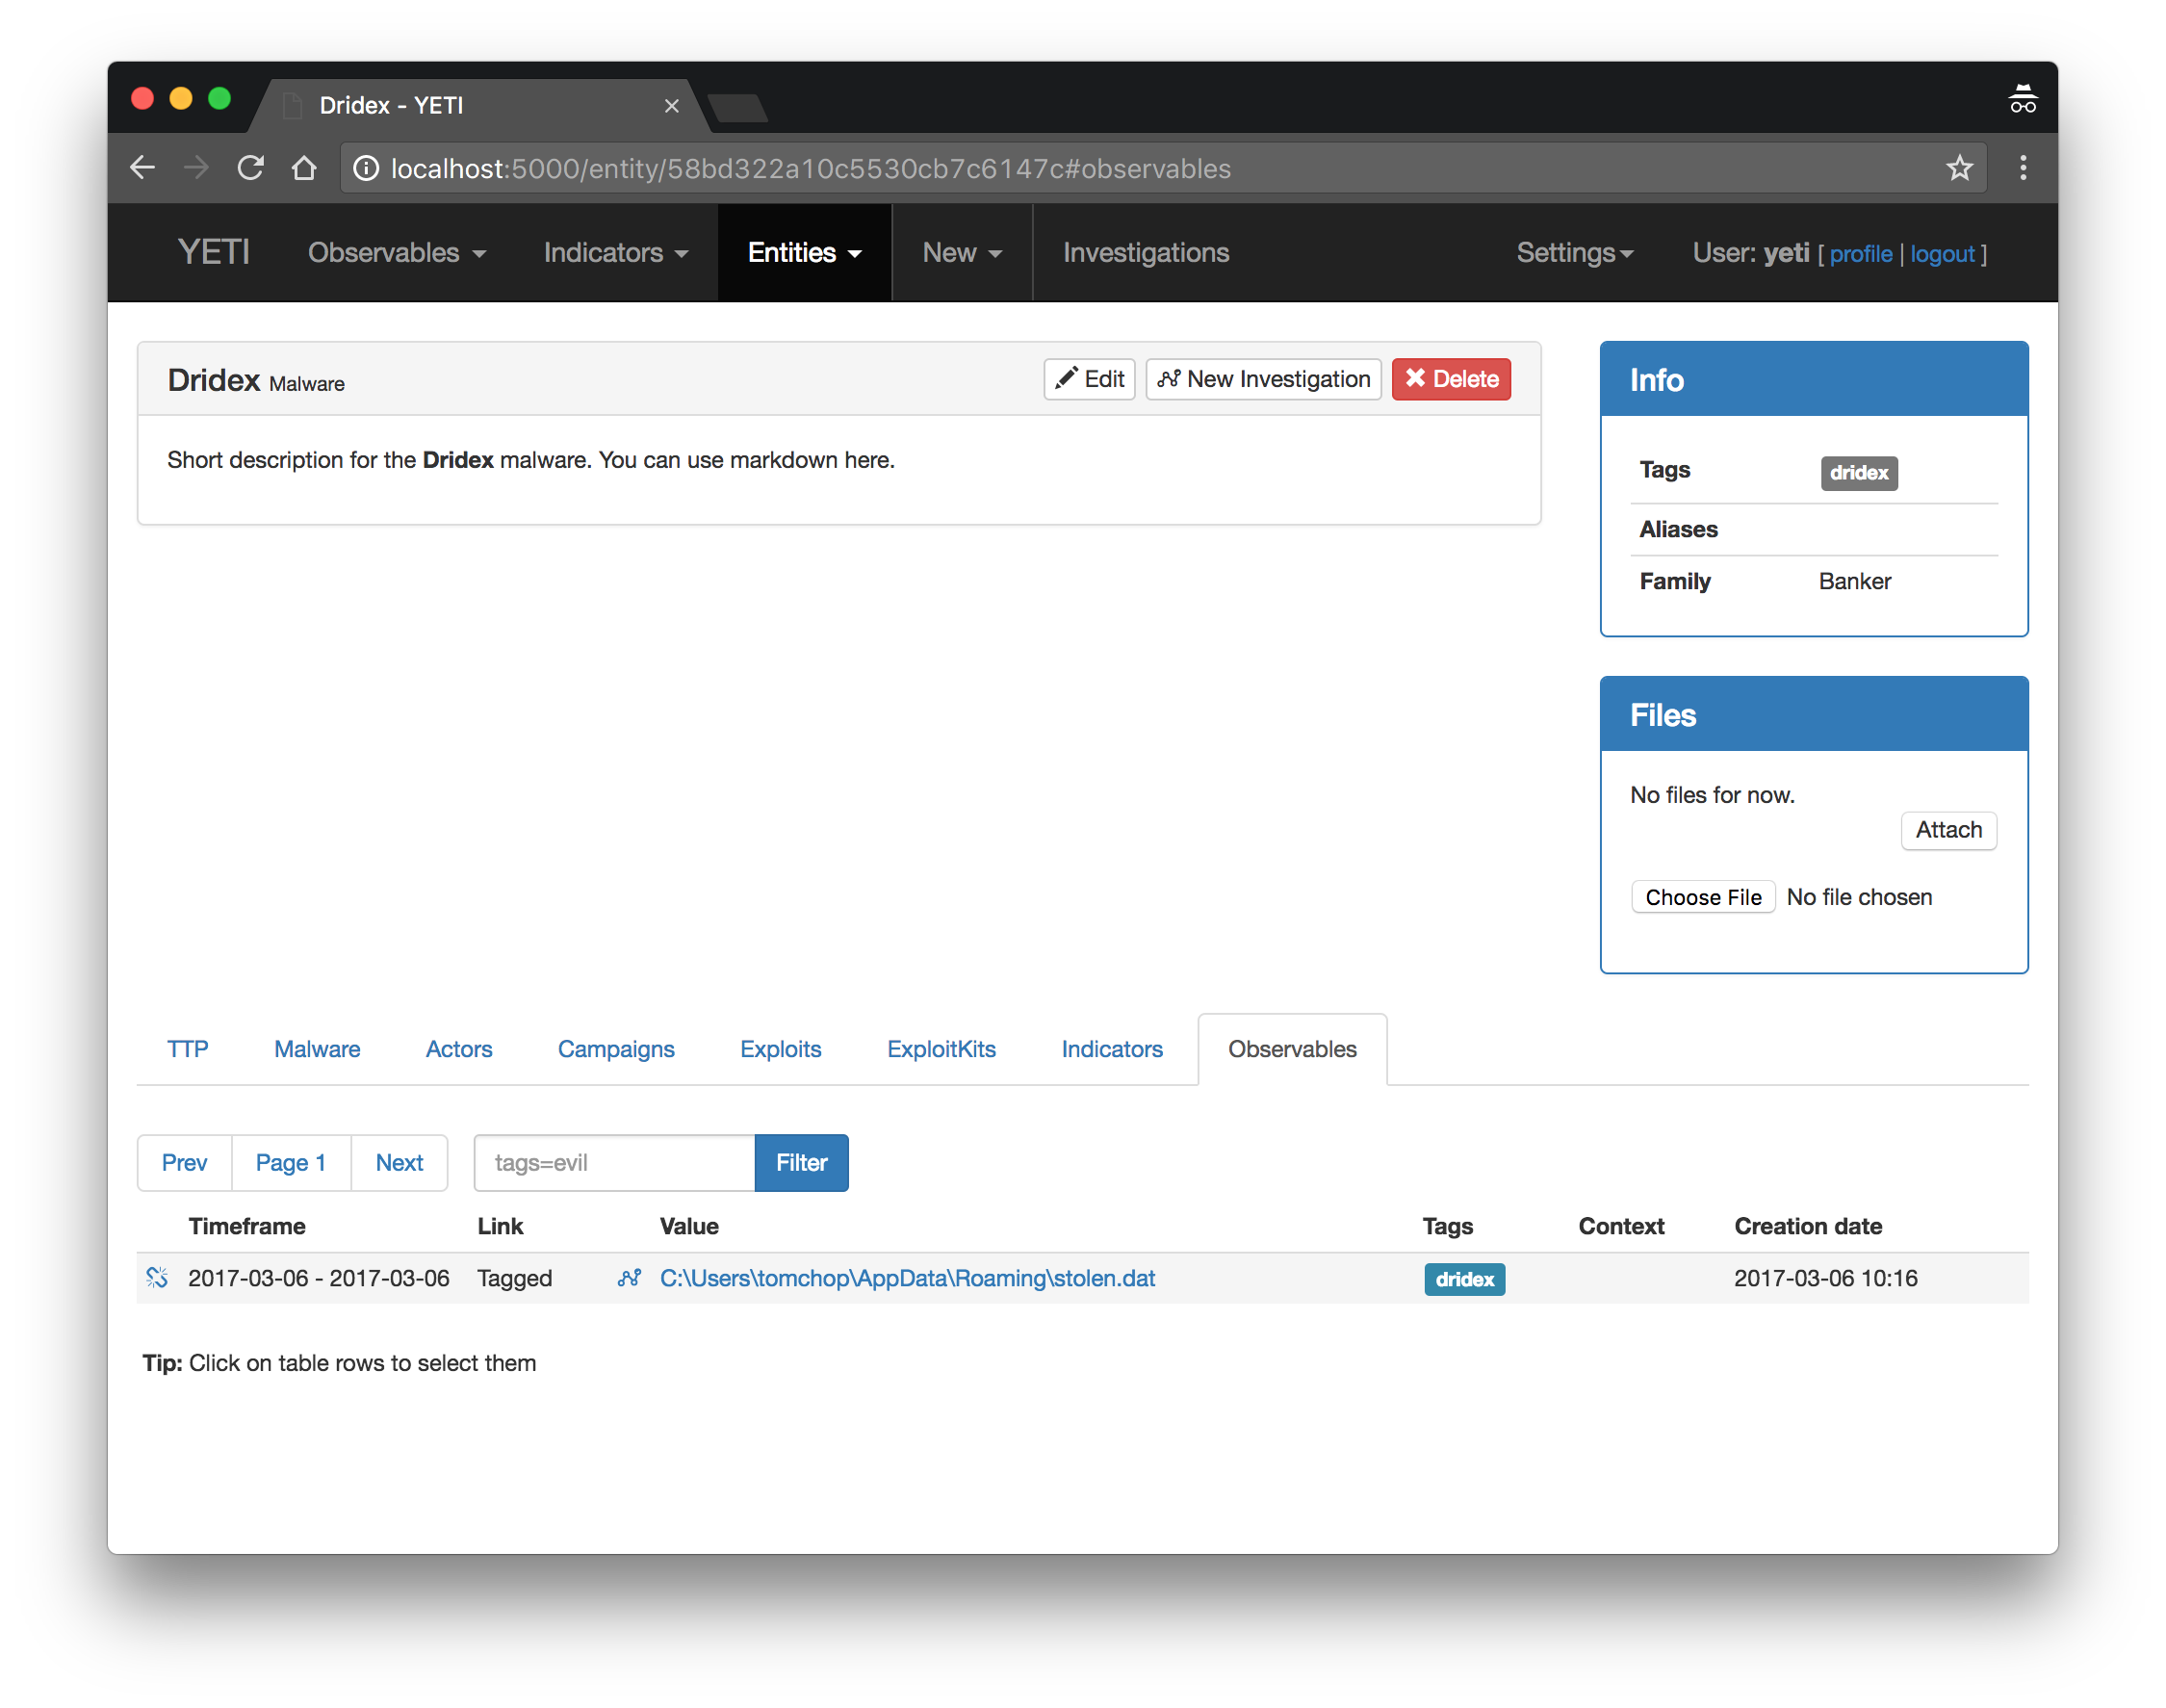 Dridex - YETI
localhost:5000/entity/58bd322a10c5530cb7c6147c#observables
YETI Observables Indicators Entities New Investigations Settings User: yeti [ profile | logout ]
Dridex Malware Edit New Investigation Delete
Short description for the Dridex malware. You can use markdown here.
Info
Tags dridex
Aliases
Family Banker
Files
No files for now.
Attach
Choose File No file chosen
TTP Malware Actors Campaigns Exploits ExploitKits Indicators Observables
Prev Page 1 Next tags=evil Filter
Timeframe Link Value Tags Context Creation date
2017-03-06 - 2017-03-06 Tagged C:\Users\tomchop\AppData\Roaming\stolen.dat dridex 2017-03-06 10:16
Tip: Click on table rows to select them